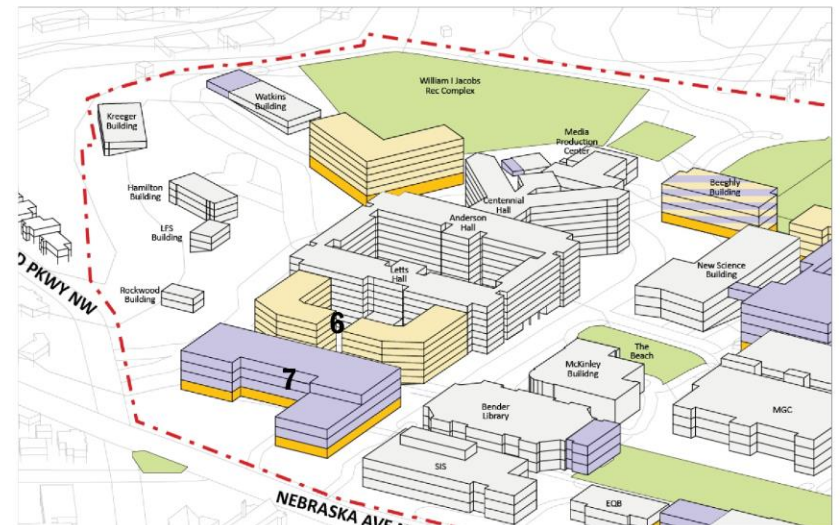 William I Jacobs
Rec Complex
Watkins
Building
Kreeger
Building
Media
Production
Center
Hamilton
Building
Beeghly
Building
Centennial
Hall
Anderson
Hall
LFS
Building
Letts
Hall
New Science
Building
D PKWY NW
Rockwood
Building
6
The
Beach
McKinley
Builidng
7
Bender
Library
MGC
SIS
EQB
NEBRASKA AVE